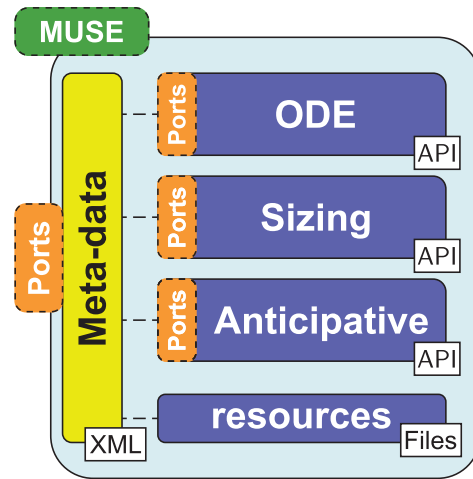 MUSE
Ports
Meta-data
XML
Ports
ODE
API
Ports
Sizing
API
Ports
Anticipative
API
resources
Files